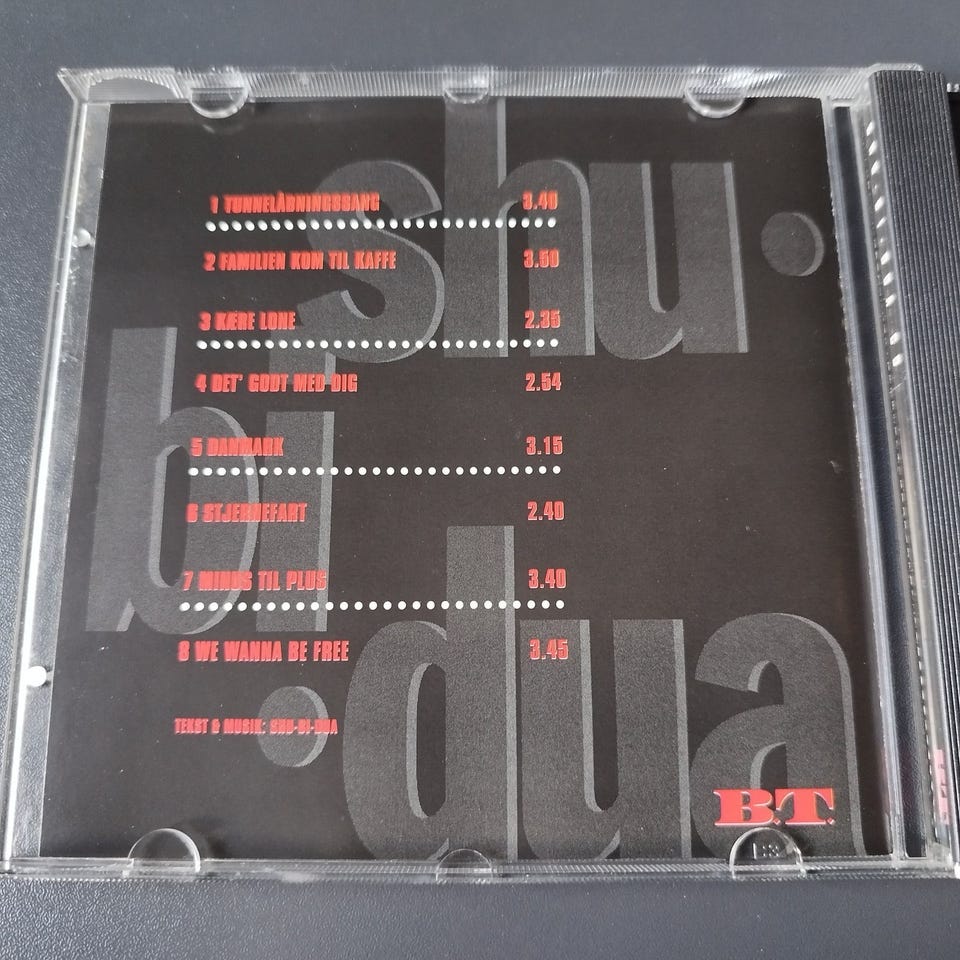 shu·
bi
·dua
1 TUNNELÅBNINGSSANG 3.40
2 FAMILIEN KOM TIL KAFFE 3.50
3 KÆRE LONE 2.35
4 DET' GODT MED DIG 2.54
5 DANMARK 3.15
6 STJERNEFART 2.40
7 MINUS TIL PLUS 3.40
8 WE WANNA BE FREE 3.45
TEKST & MUSIK: SHU-BI-DUA
B.T.